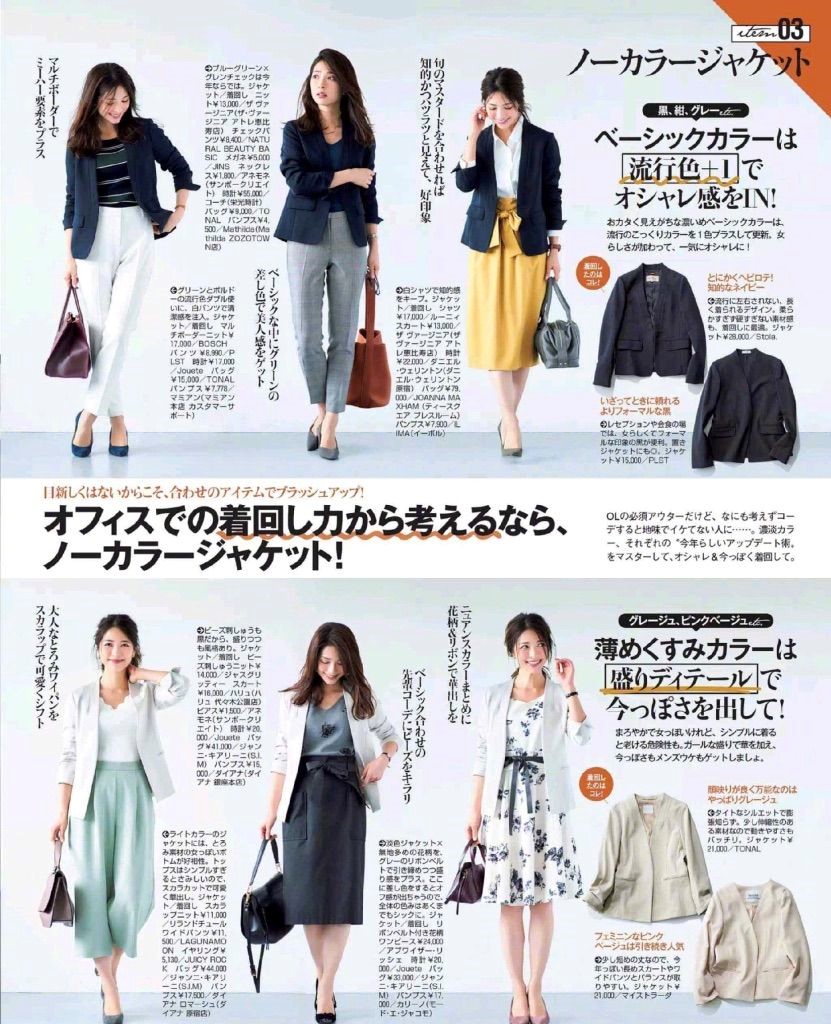 item 03
ノーカラージャケット
黒、紺、グレーetc.
ベーシックカラーは
流行色+1で
オシャレ感をIN!
おカタく見えがちな濃いめベーシックカラーは、
流行のこっくりカラーを1色プラスして更新。女
らしさが加わって、一気にオシャレに!
着回し
たのは
コレ!
とにかくヘビロテ!
知的なネイビー
流行に左右されない、長
く着られるデザイン。柔ら
かすぎず硬すぎない素材感
も、着回しに最適。ジャケ
ット¥28,000/Stola.
いざってときに頼れる
よりフォーマルな黒
レセプションや会食の場
では、女らしくてフォーマ
ルな印象の黒が便利。置き
ジャケットにも◎。ジャケ
ット¥15,000/PLST
旬のマスタードを合わせれば
知的かつハツラツと見えて、好印象
白シャツで知的感
をキープ。ジャケッ
ト/着回し シャツ
¥17,000/ルーニィ
スカート¥13,000/
ザ ヴァージニア(ザ
ヴァージニア アト
レ恵比寿店) 時計
¥22,000/ダニエル・
ウェリントン(ダニ
エル・ウェリントン
原宿) バッグ¥79,
000/JOANNA MA
XHAM (ティースク
エア プレスルーム)
パンプス¥7,900/IL
IMA(イーボル)
ブルーグリーン×
グレンチェックは今
年ならでは。ジャケ
ット/着回し ニッ
ト¥13,000/ザ ヴァ
ージニア(ザ・ヴァー
ジニア アトレ恵比
寿店) チェックパ
ンツ¥8,400/NATU
RAL BEAUTY BA
SIC メガネ¥5,000
/JINS ネックレ
ス¥1,800/アネモネ
(サンポークリエイ
ト) 時計¥55,000/
コーチ(栄光時計)
バッグ¥9,000/TO
NAL パンプス¥4,
500/Mathilda(Ma
thilda ZOZOTOW
N店)
ベーシックな中にグリーンの
差し色で美人感をゲット
マルチボーダーで
ミーハー要素をプラス
グリーンとボルド
ーの流行色ダブル使
いに、白パンツで清
潔感を注入。ジャケ
ット/着回し マル
チボーダーニット¥
17,000/BOSCH
パンツ¥8,990/P
LST 時計¥17,000
/Jouete バッグ
¥15,000/TONAL
パンプス¥7,778/
マミアン(マミアン
本店 カスタマーサ
ポート)
目新しくはないからこそ、合わせのアイテムでブラッシュアップ!
オフィスでの着回し力から考えるなら、
ノーカラージャケット!
OLの必須アウターだけど、なにも考えずコー
デすると地味でイケてない人に……。濃淡カラ
ー、それぞれの“今年らしいアップデート術”
をマスターして、オシャレ&今っぽく着回して。
グレージュ、ピンクベージュetc.
薄めくすみカラーは
盛りディテールで
今っぽさを出して!
まろやかで女っぽいけれど、シンプルに着る
と老ける危険性も。ガールな盛りで華を加え、
今っぽさもメンズウケもゲットしましょ。
着回し
たのは
コレ!
顔映りが良く万能なのは
やっぱりグレージュ
タイトなシルエットで膨
張知らず。少し伸縮性のあ
る素材なので動きやすさも
バッチリ。ジャケット¥
21,000/TONAL
フェミニンなピンク
ベージュは引き続き人気
少し短めの丈なので、今
年っぽい長めスカートやワ
イドパンツとバランスが取
りやすい。ジャケット¥
21,000/マイストラーダ
ニュアンスカラーまとめに
花柄&リボンで華出しを
淡色ジャケット×
無地多めの花柄を、
グレーのリボンベル
トで引き締めつつ盛
り感をプラス。ここ
に差し色をするとオ
フ感が出ちゃうので、
全体の色みはあくま
でもシックに。ジャ
ケット/着回し リ
ボンベルト付き花柄
ワンピース¥24,000
/アプワイザー・リ
ッシェ 時計¥20,
000/Jouete バッ
グ¥33,000/ジャン
ニ・キアリーニ(S.I.
M) パンプス¥17,
000/カリーノ(モー
ド・エ・ジャコモ)
ベーシック合わせの
先輩コーデにビーズをキラリ
ビーズ刺しゅうも
黒だから、盛りつつ
も風格あり。ジャケ
ット/着回し ビー
ズ刺しゅうニット¥
14,000/ジャスグリ
ッティー スカート
¥16,000/ハリュ(ハリ
ュ 代々木公園店)
ピアス¥1,500/アネ
モネ(サンポークリ
エイト) 時計¥20,
000/Jouete バッ
グ¥41,000/ジャン
ニ・キアリーニ(S.I.
M) パンプス¥15,
000/ダイアナ(ダイ
アナ 銀座本店)
大人なとろみワイパンを
スカラップで可愛くシフト
ライトカラーのジ
ャケットには、とろ
み素材の女っぽいボ
トムが好相性。トッ
プスはシンプルすぎ
るとさみしいので、
スカラカットで可愛
く華出し。ジャケッ
ト/着回し スカラ
ップニット¥11,000
/リランドチュール
ワイドパンツ¥11,
500/LAGUNAMO
ON イヤリング¥
5,130/JUICY ROC
K バッグ¥44,000
/ジャンニ・キアリ
ーニ(S.I.M) パン
プス¥17,500/ダイ
アナ ロマーシュ(ダ
イアナ 原宿店)